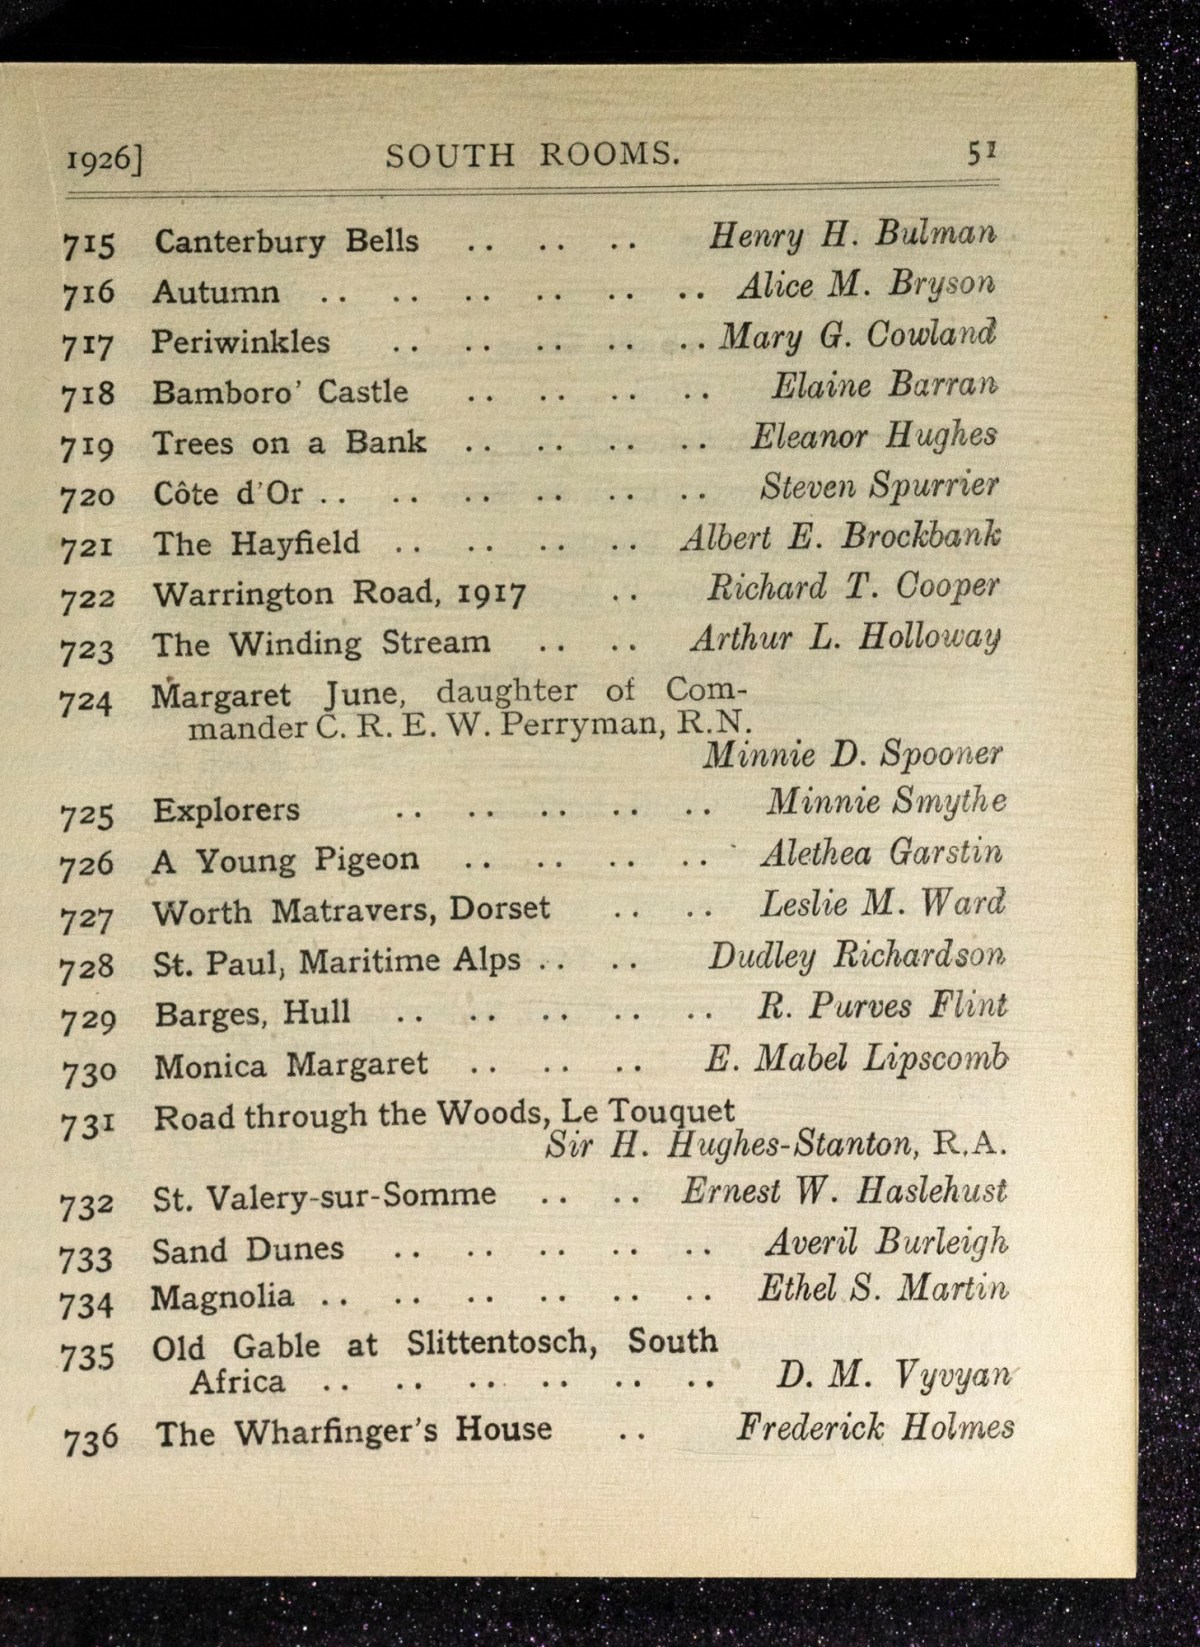 1926] SOUTH ROOMS. 51
715 Canterbury Bells .. .. .. Henry H. Bulman
716 Autumn .. .. .. .. .. .. Alice M. Bryson
717 Periwinkles .. .. .. .. .. Mary G. Cowland
718 Bamboro' Castle .. .. .. .. Elaine Barran
719 Trees on a Bank .. .. .. .. Eleanor Hughes
720 Côte d'Or .. .. .. .. .. .. Steven Spurrier
721 The Hayfield .. .. .. .. Albert E. Brockbank
722 Warrington Road, 1917 .. Richard T. Cooper
723 The Winding Stream .. .. Arthur L. Holloway
724 Margaret June, daughter of Com-
mander C. R. E. W. Perryman, R.N.
Minnie D. Spooner
725 Explorers .. .. .. .. .. Minnie Smythe
726 A Young Pigeon .. .. .. .. Alethea Garstin
727 Worth Matravers, Dorset .. .. Leslie M. Ward
728 St. Paul, Maritime Alps .. .. Dudley Richardson
729 Barges, Hull .. .. .. .. .. R. Purves Flint
730 Monica Margaret .. .. .. E. Mabel Lipscomb
731 Road through the Woods, Le Touquet
Sir H. Hughes-Stanton, R.A.
732 St. Valery-sur-Somme .. .. Ernest W. Haslehust
733 Sand Dunes .. .. .. .. .. Averil Burleigh
734 Magnolia .. .. .. .. .. .. Ethel S. Martin
735 Old Gable at Slittentosch, South
Africa .. .. .. .. .. .. D. M. Vyvyan
736 The Wharfinger's House .. Frederick Holmes